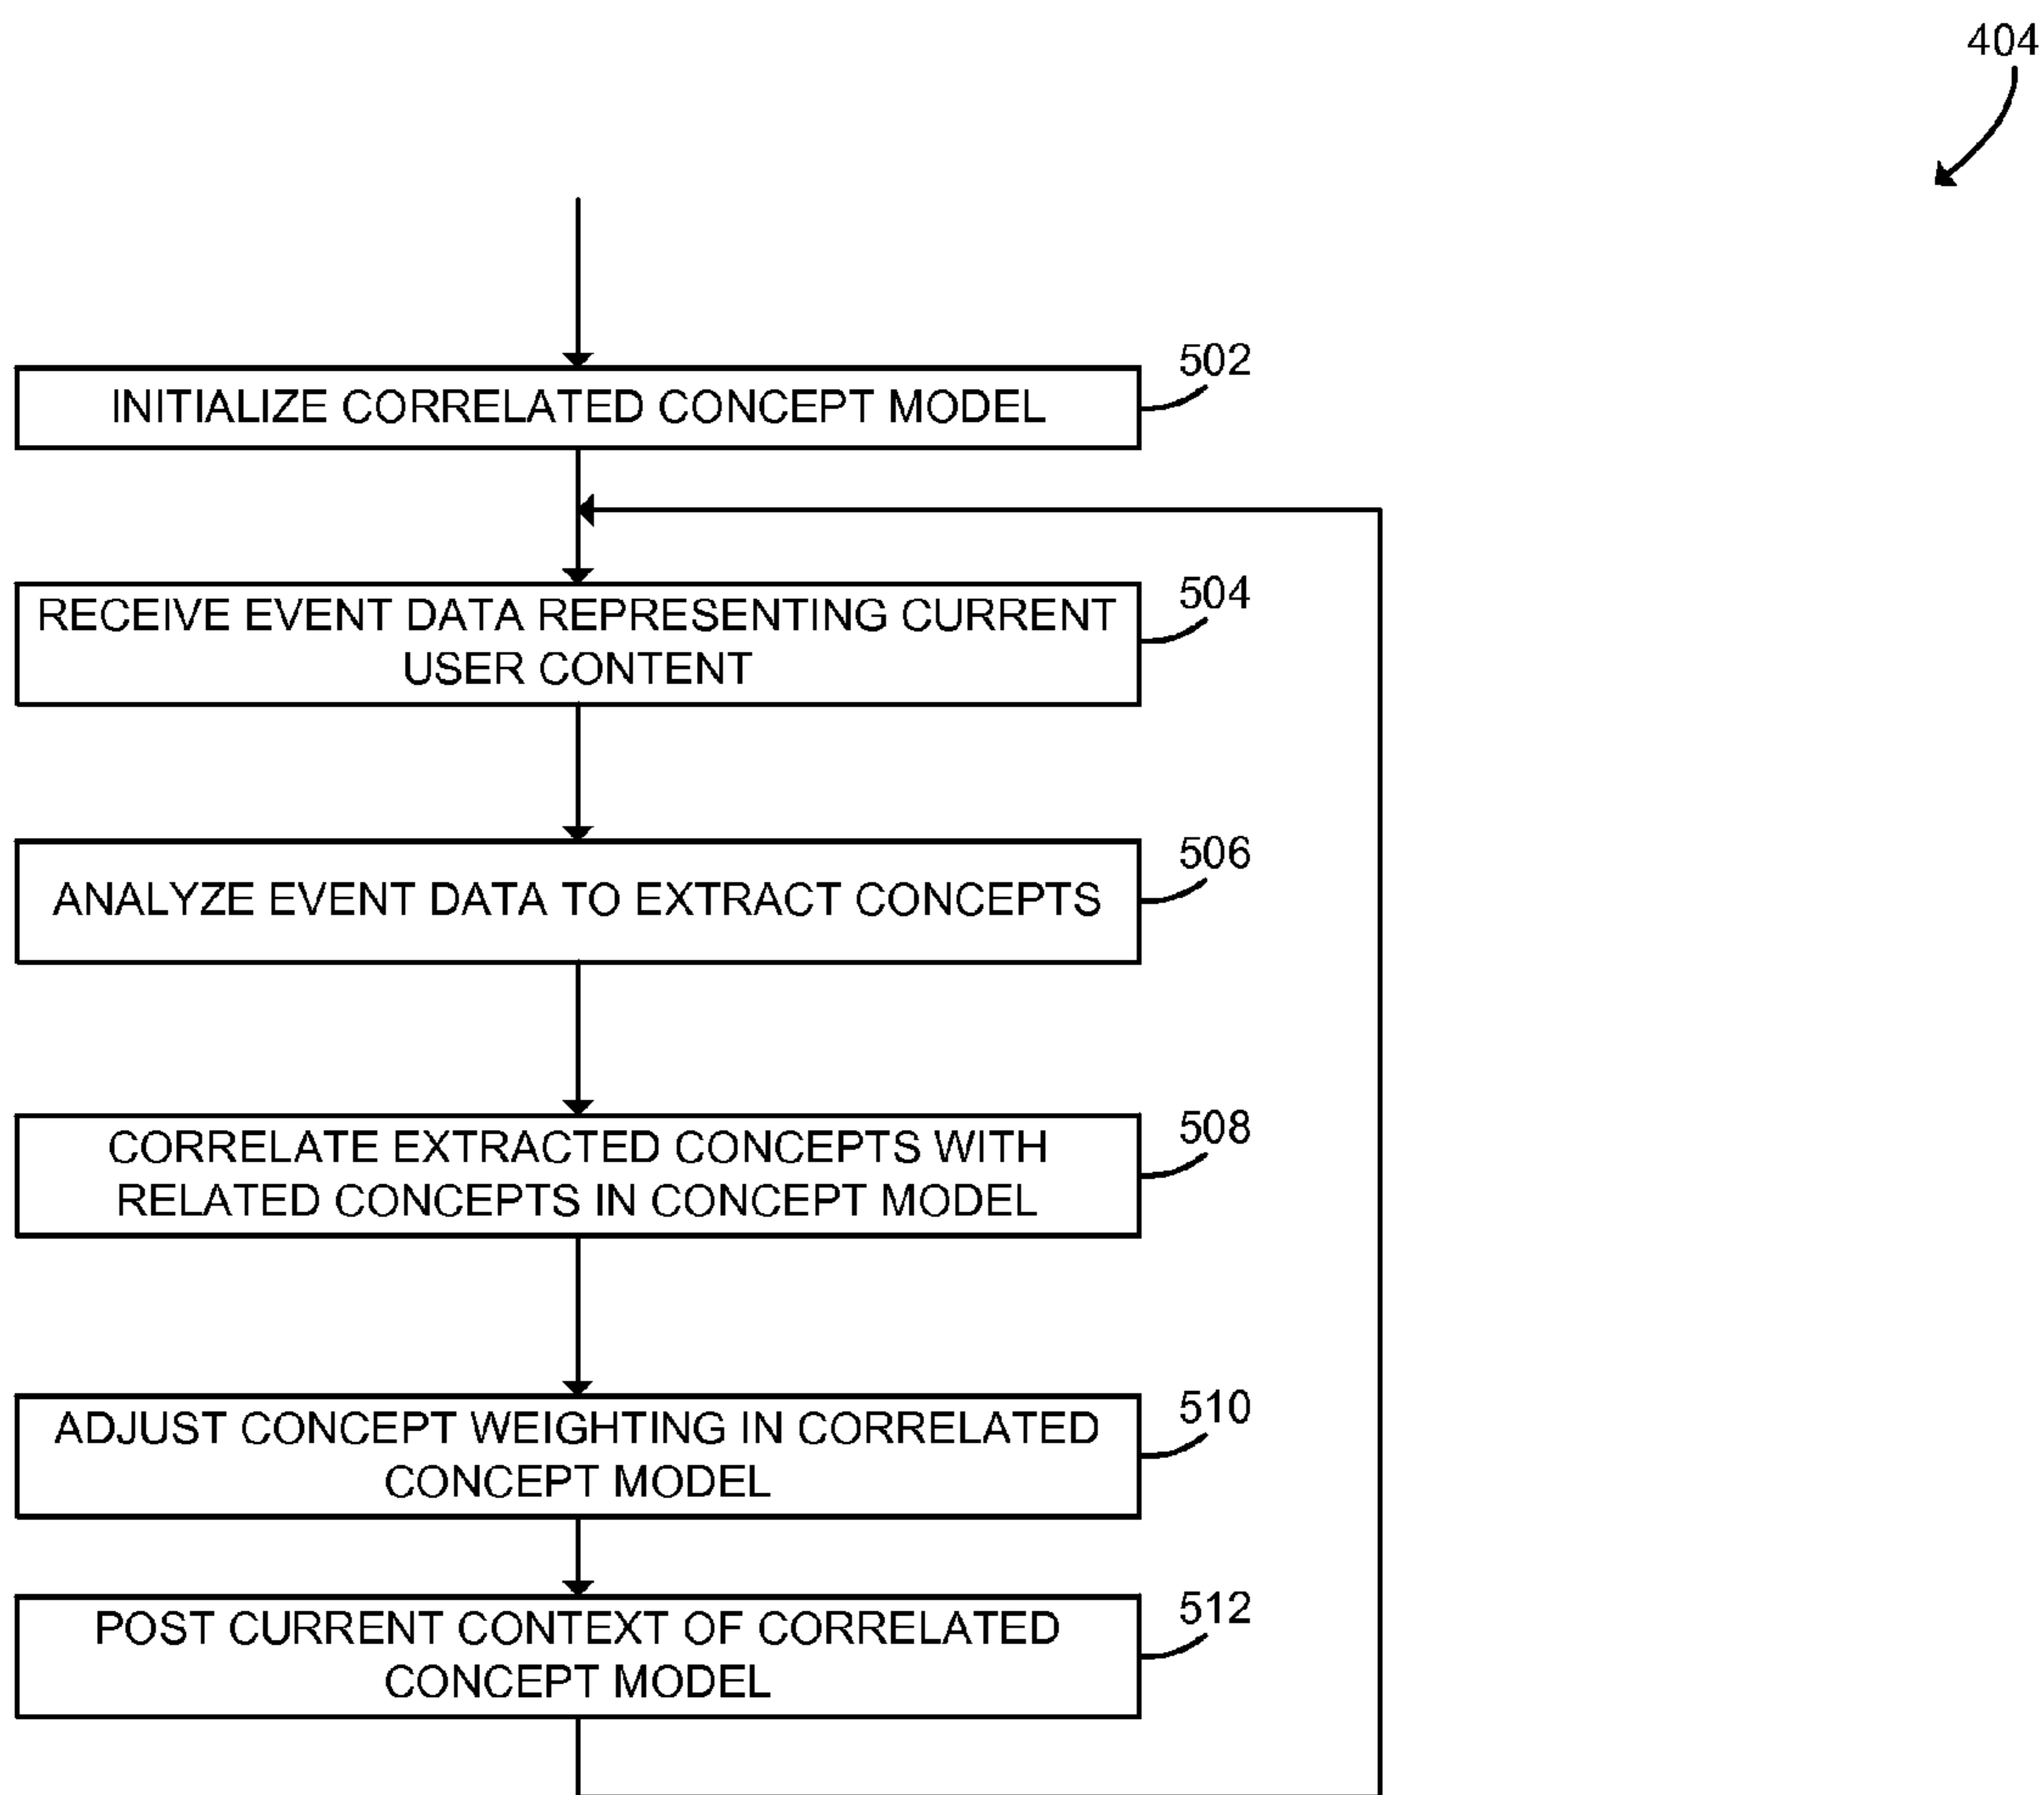 404
502
INITIALIZE CORRELATED CONCEPT MODEL
504
RECEIVE EVENT DATA REPRESENTING CURRENT
USER CONTENT
506
ANALYZE EVENT DATA TO EXTRACT CONCEPTS
508
CORRELATE EXTRACTED CONCEPTS WITH
RELATED CONCEPTS IN CONCEPT MODEL
510
ADJUST CONCEPT WEIGHTING IN CORRELATED
CONCEPT MODEL
512
POST CURRENT CONTEXT OF CORRELATED
CONCEPT MODEL